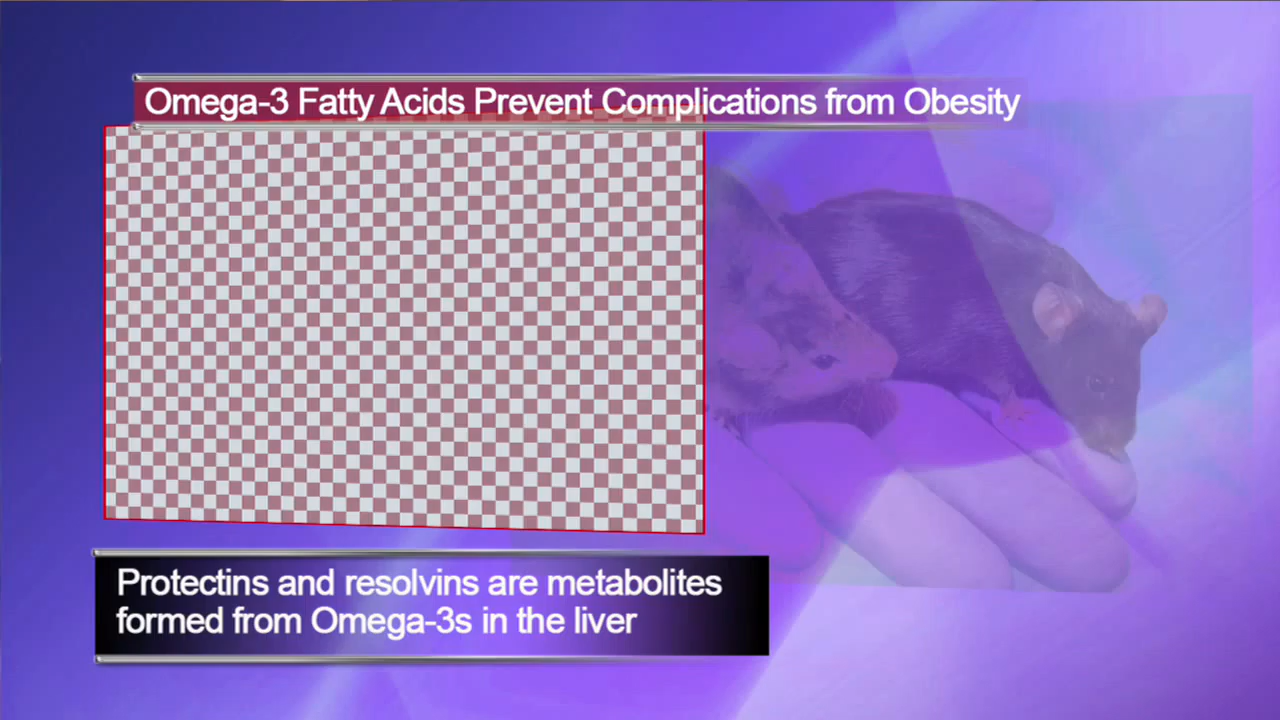 Omega-3 Fatty Acids Prevent Complications from Obesity
Protectins and resolvins are metabolites
formed from Omega-3s in the liver